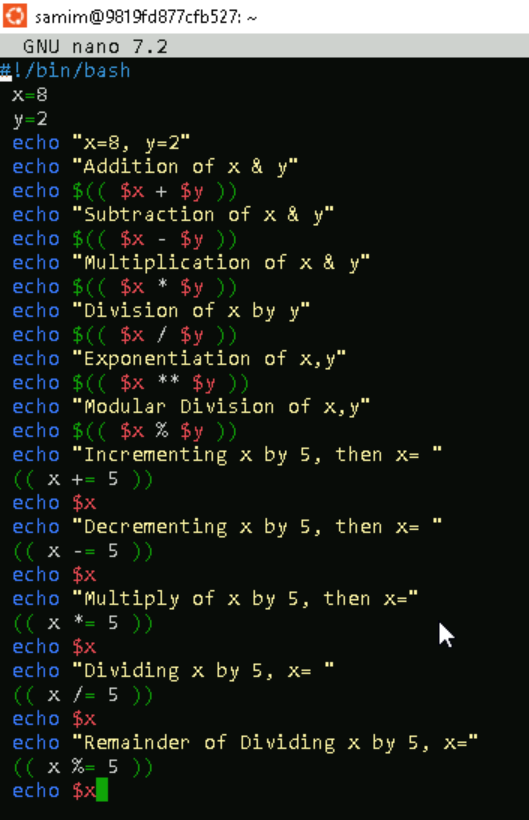 samim@9819fd877cfb527: ~
GNU nano 7.2
#!/bin/bash
x=8
y=2
echo "x=8, y=2"
echo "Addition of x & y"
echo $(( $x + $y ))
echo "Subtraction of x & y"
echo $(( $x - $y ))
echo "Multiplication of x & y"
echo $(( $x * $y ))
echo "Division of x by y"
echo $(( $x / $y ))
echo "Exponentiation of x,y"
echo $(( $x ** $y ))
echo "Modular Division of x,y"
echo $(( $x % $y ))
echo "Incrementing x by 5, then x= "
(( x += 5 ))
echo $x
echo "Decrementing x by 5, then x= "
(( x -= 5 ))
echo $x
echo "Multiply of x by 5, then x="
(( x *= 5 ))
echo $x
echo "Dividing x by 5, x= "
(( x /= 5 ))
echo $x
echo "Remainder of Dividing x by 5, x="
(( x %= 5 ))
echo $x